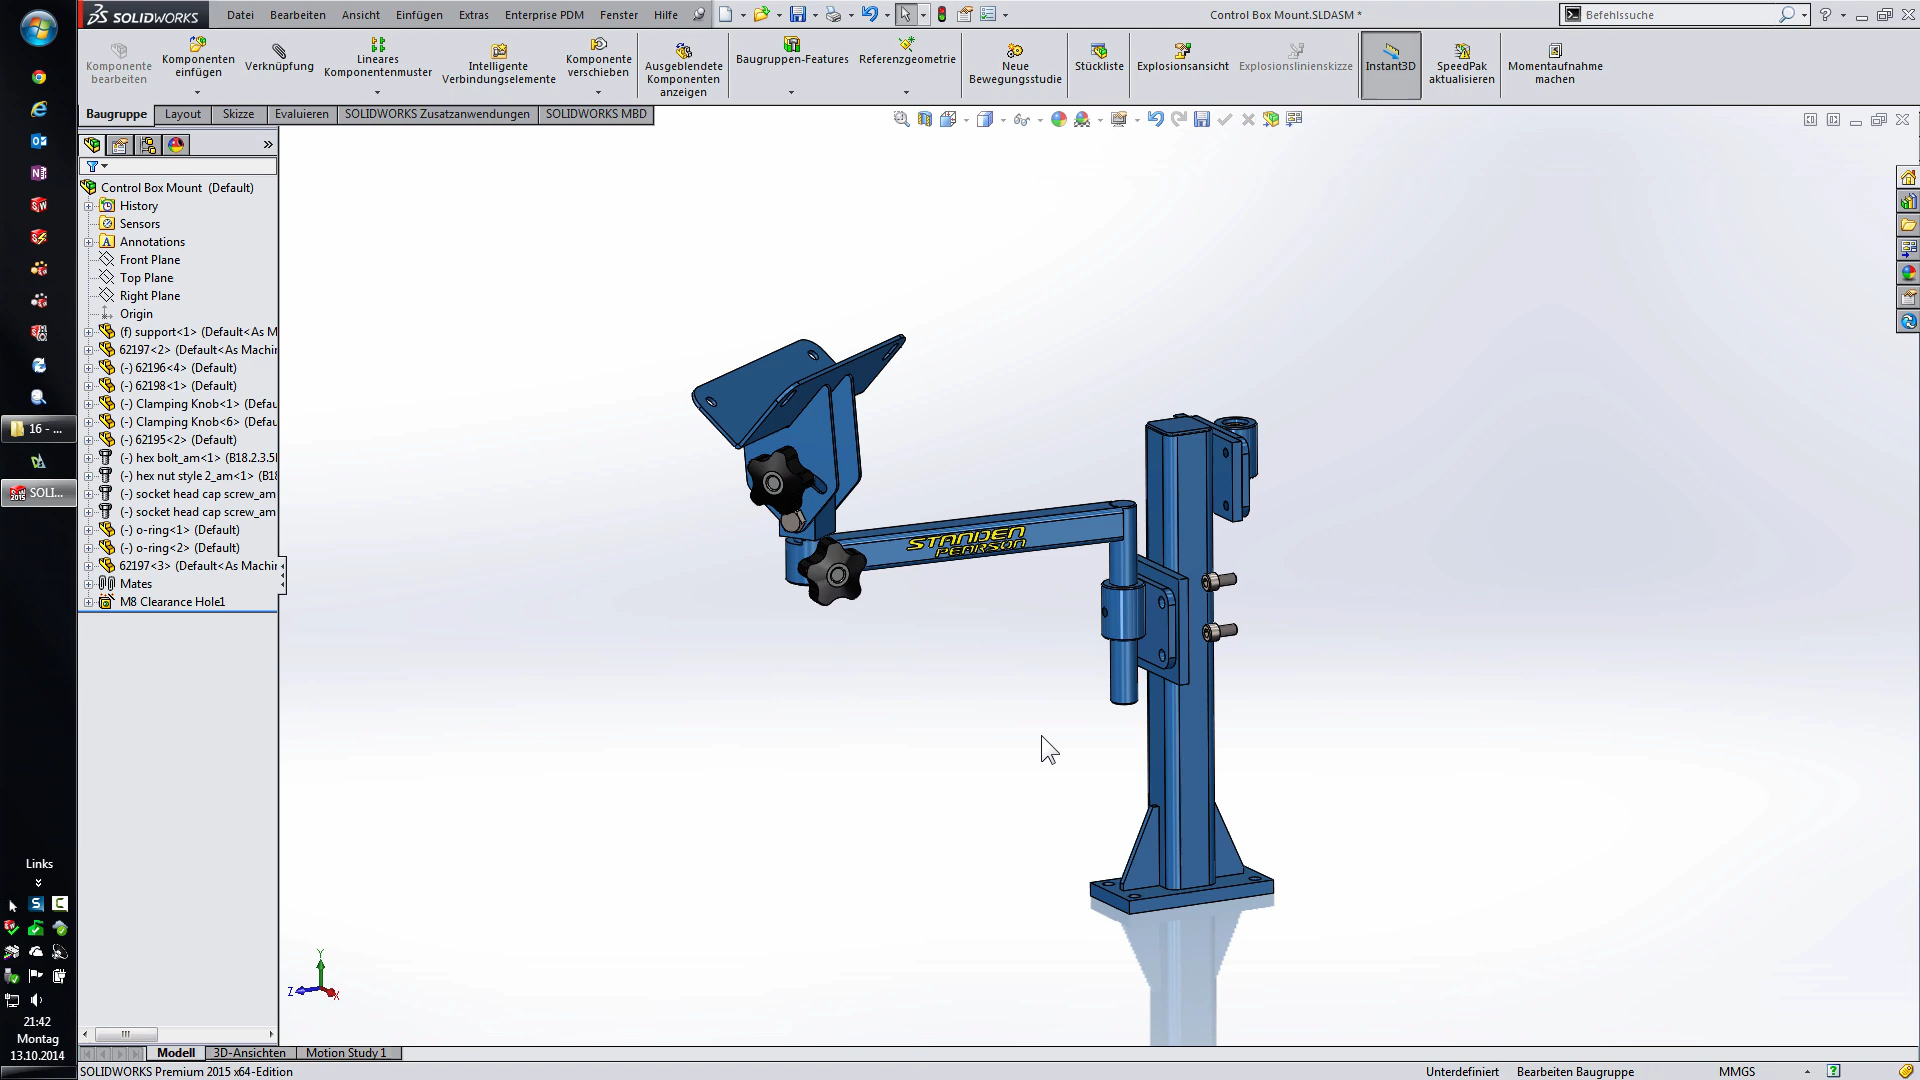 SOLIDWORKS
Datei Bearbeiten Ansicht Einfügen Extras Enterprise PDM Fenster Hilfe
Control Box Mount.SLDASM *
Befehlssuche
Komponente bearbeiten
Komponenten einfügen
Verknüpfung
Lineares Komponentenmuster
Intelligente Verbindungselemente
Komponente verschieben
Ausgeblendete Komponenten anzeigen
Baugruppen-Features
Referenzgeometrie
Neue Bewegungsstudie
Stückliste
Explosionsansicht
Explosionslinienskizze
Instant3D
SpeedPak aktualisieren
Momentaufnahme machen
Baugruppe Layout Skizze Evaluieren SOLIDWORKS Zusatzanwendungen SOLIDWORKS MBD
Control Box Mount (Default)
History
Sensors
Annotations
Front Plane
Top Plane
Right Plane
Origin
(f) support<1> (Default<As M
62197<2> (Default<As Machin
(-) 62196<4> (Default)
(-) 62198<1> (Default)
(-) Clamping Knob<1> (Defau
(-) Clamping Knob<6> (Defau
(-) 62195<2> (Default)
(-) hex bolt_am<1> (B18.2.3.5
(-) hex nut style 2_am<1> (B18
(-) socket head cap screw_am
(-) socket head cap screw_am
(-) o-ring<1> (Default)
(-) o-ring<2> (Default)
62197<3> (Default<As Machin
Mates
M8 Clearance Hole1
STANDEN
PEARSON
Y
Z
X
16 - ...
SOLI...
Links
21:42
Montag
13.10.2014
Modell 3D-Ansichten Motion Study 1
SOLIDWORKS Premium 2015 x64-Edition
Unterdefiniert Bearbeiten Baugruppe MMGS